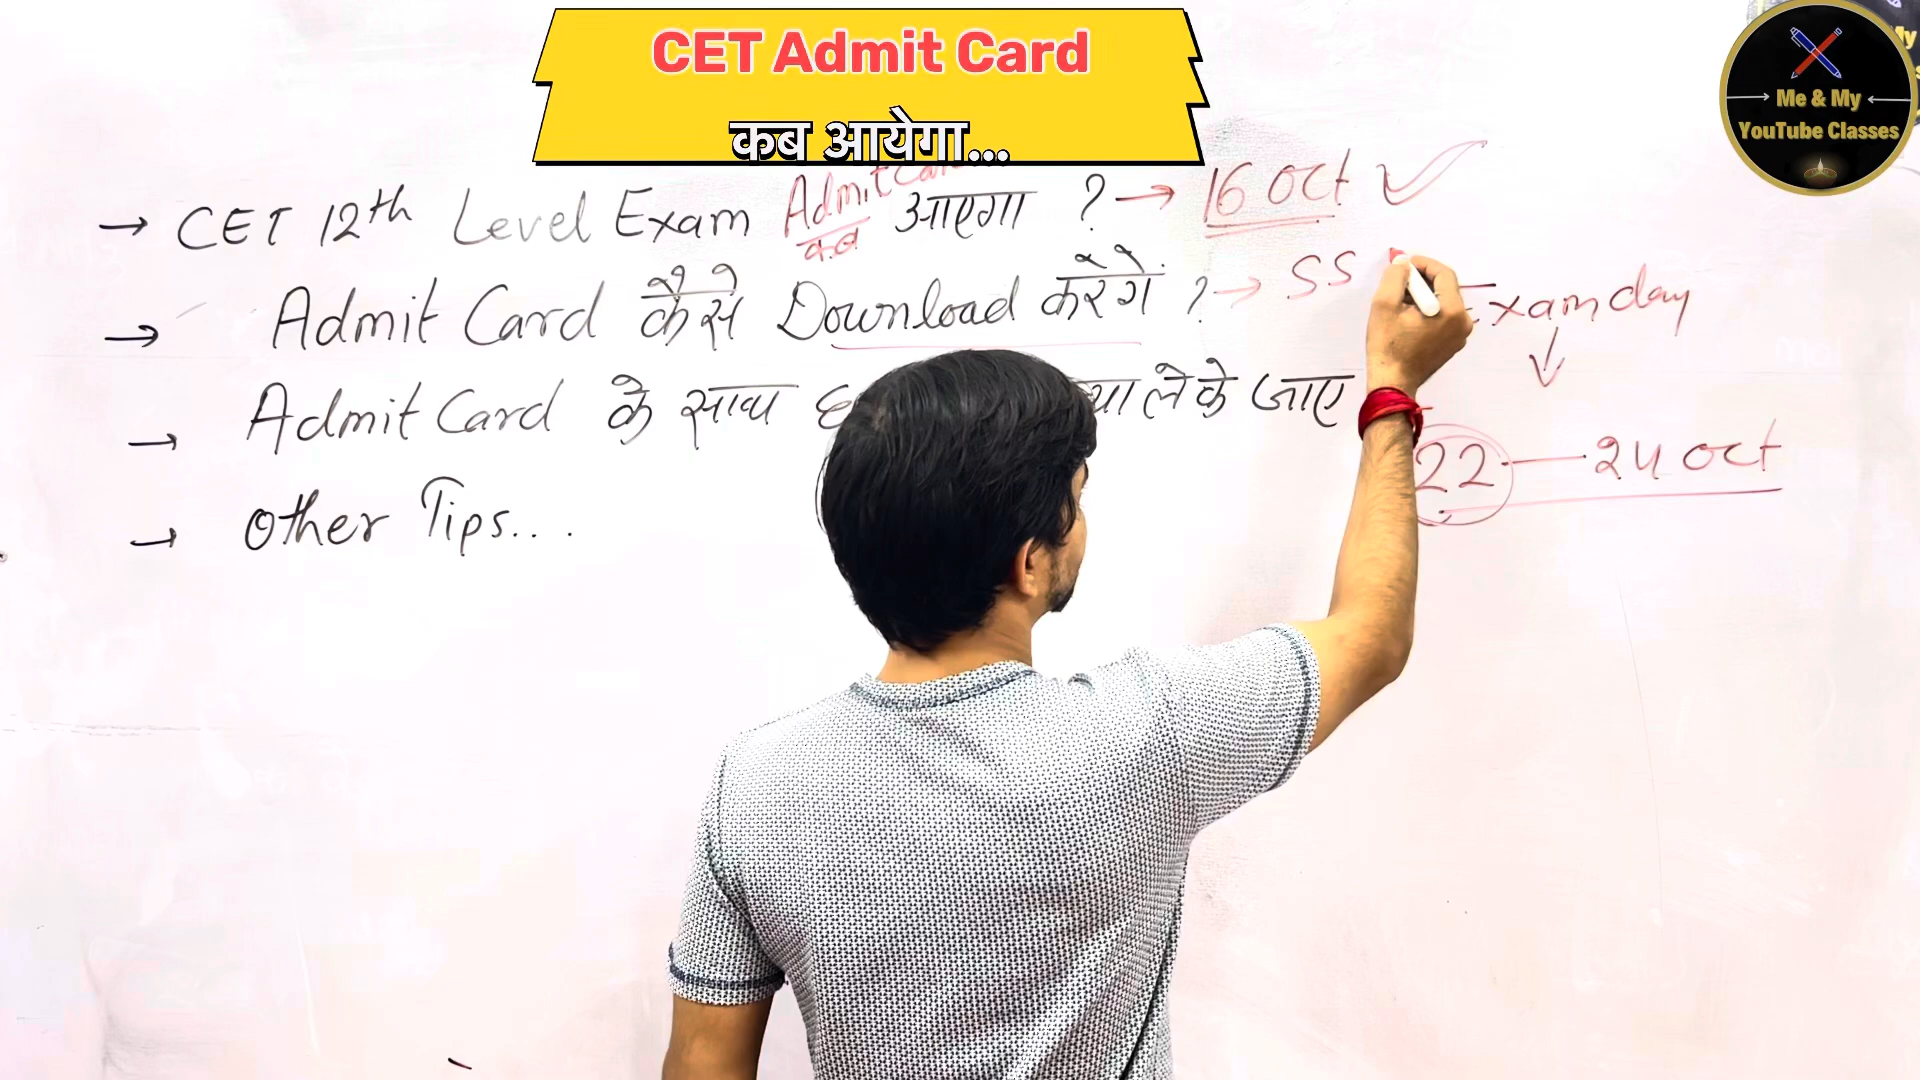 CET Admit Card
कब आयेगा...
Me & My
YouTube Classes
→ CET 12th Level Exam Admit Card कब आएगा ? → 16 Oct ✓
→ Admit Card कैसे Download करेंगे ? → SS
Exam day
→ Admit Card के साथ ले के जाए
22 — 24 Oct
→ Other Tips...